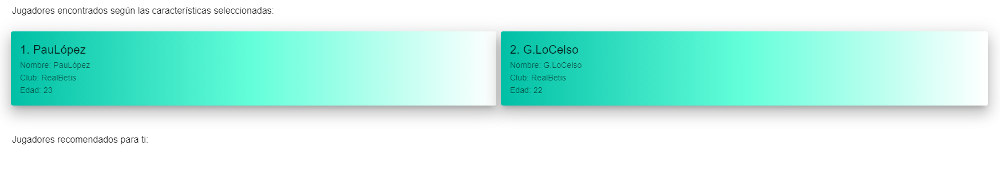 Jugadores encontrados según las características seleccionadas:
1. PauLópez
Nombre: PauLópez
Club: RealBetis
Edad: 23
2. G.LoCelso
Nombre: G.LoCelso
Club: RealBetis
Edad: 22
Jugadores recomendados para ti: